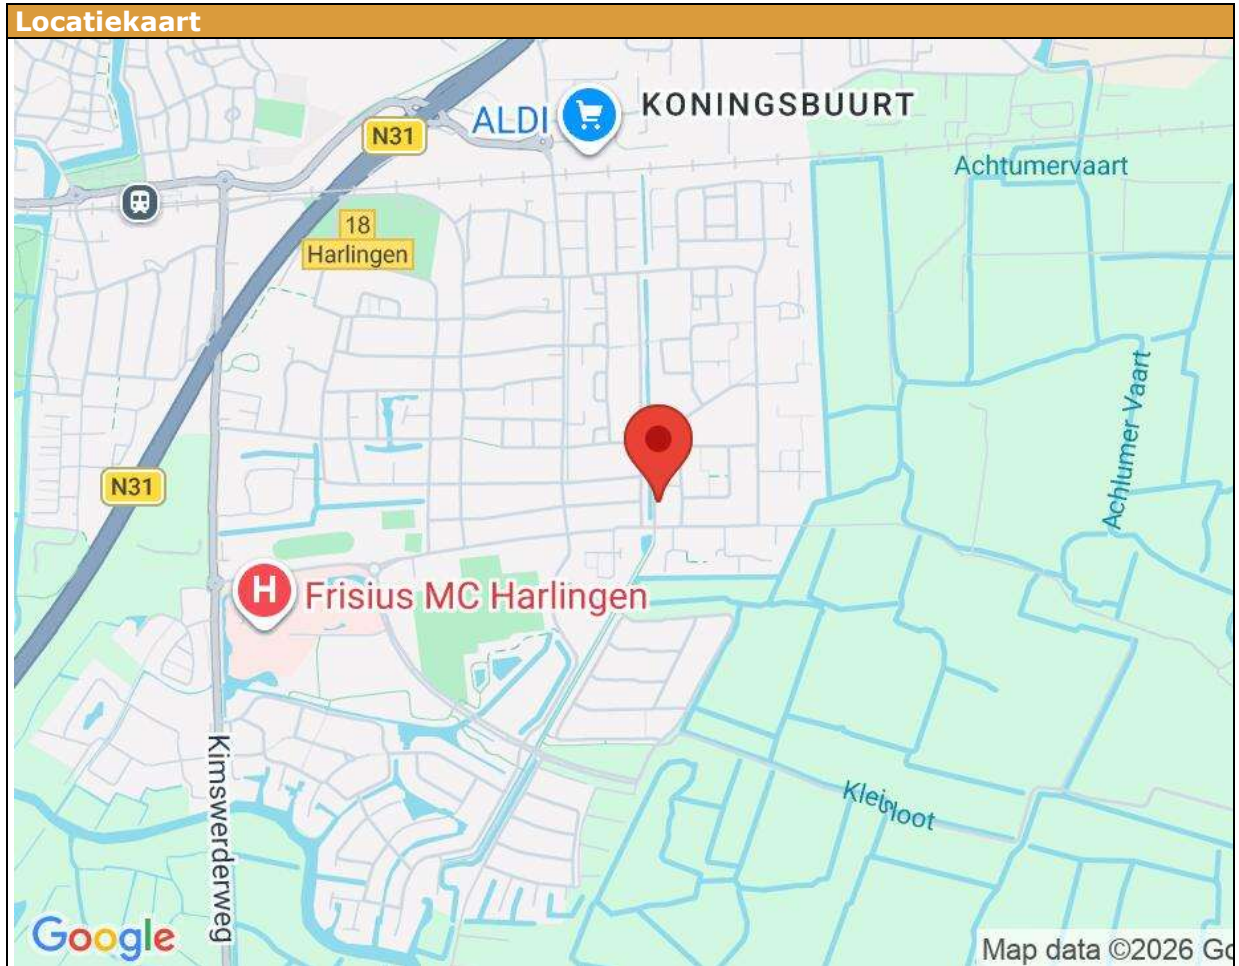 Locatiekaart
ALDI
KONINGSBUURT
N31
Achtumervaart
18
Harlingen
Achlumer Vaart
N31
H
Frisius MC Harlingen
Kimswerderweg
Kleisloot
Google
Map data ©2026 Go